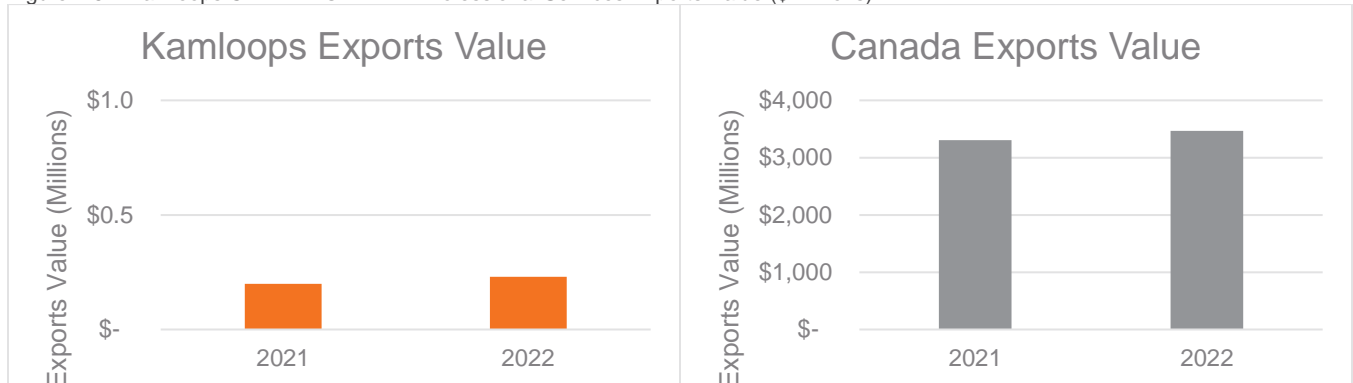 Kamloops Exports Value
Exports Value (Millions)
$1.0
$0.5
$-
2021 2022
Canada Exports Value
Exports Value (Millions)
$4,000
$3,000
$2,000
$1,000
$-
2021 2022